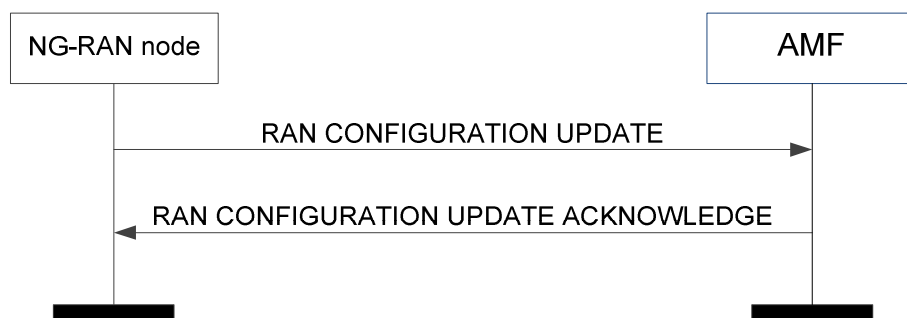 NG-RAN node
AMF
RAN CONFIGURATION UPDATE
RAN CONFIGURATION UPDATE ACKNOWLEDGE